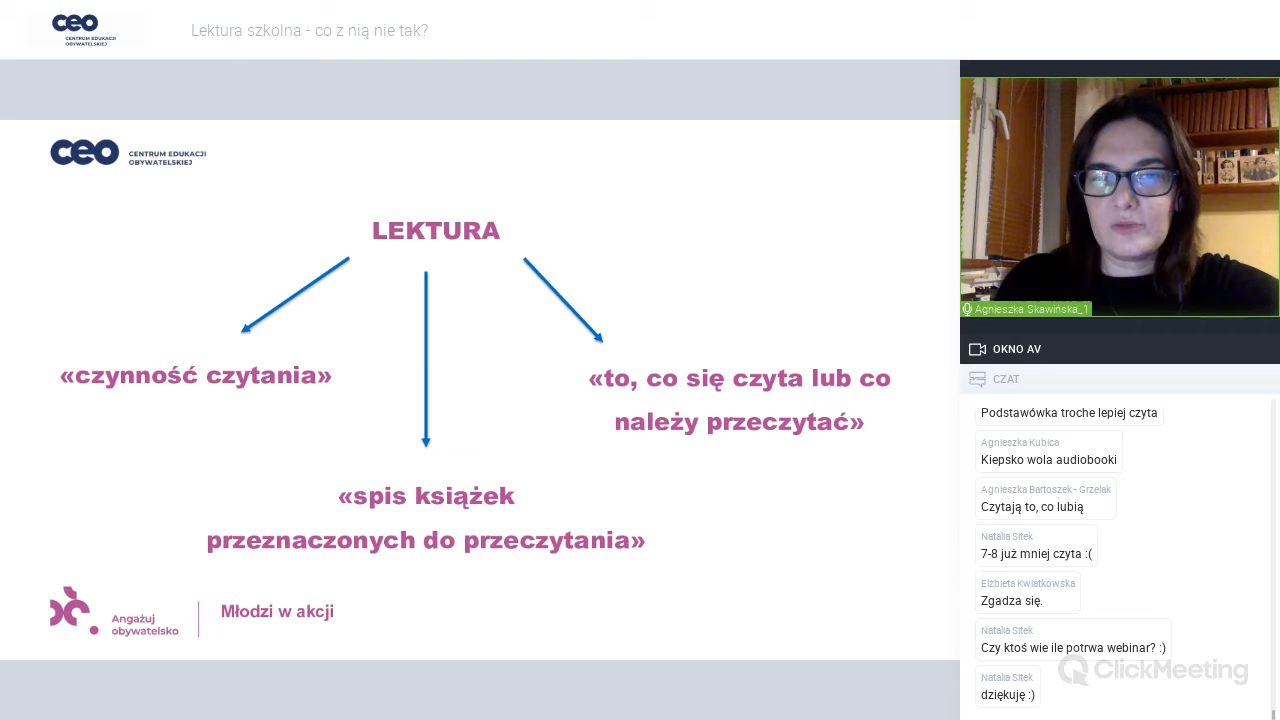 ceo
CENTRUM EDUKACJI
OBYWATELSKIEJ
Lektura szkolna - co z nią nie tak?
ceo
CENTRUM EDUKACJI
OBYWATELSKIEJ
LEKTURA
«czynność czytania»
«to, co się czyta lub co
należy przeczytać»
«spis książek
przeznaczonych do przeczytania»
Angażuj
obywatelsko
Młodzi w akcji
Agnieszka Skawińska_1
OKNO AV
CZAT
Podstawówka troche lepiej czyta
Agnieszka Kubica
Kiepsko wola audiobooki
Agnieszka Bartoszek - Grzelak
Czytają to, co lubią
Natalia Sitek
7-8 już mniej czyta :(
Elżbieta Kwiatkowska
Zgadza się.
Natalia Sitek
Czy ktoś wie ile potrwa webinar? :)
Natalia Sitek
dziękuję :)
ClickMeeting